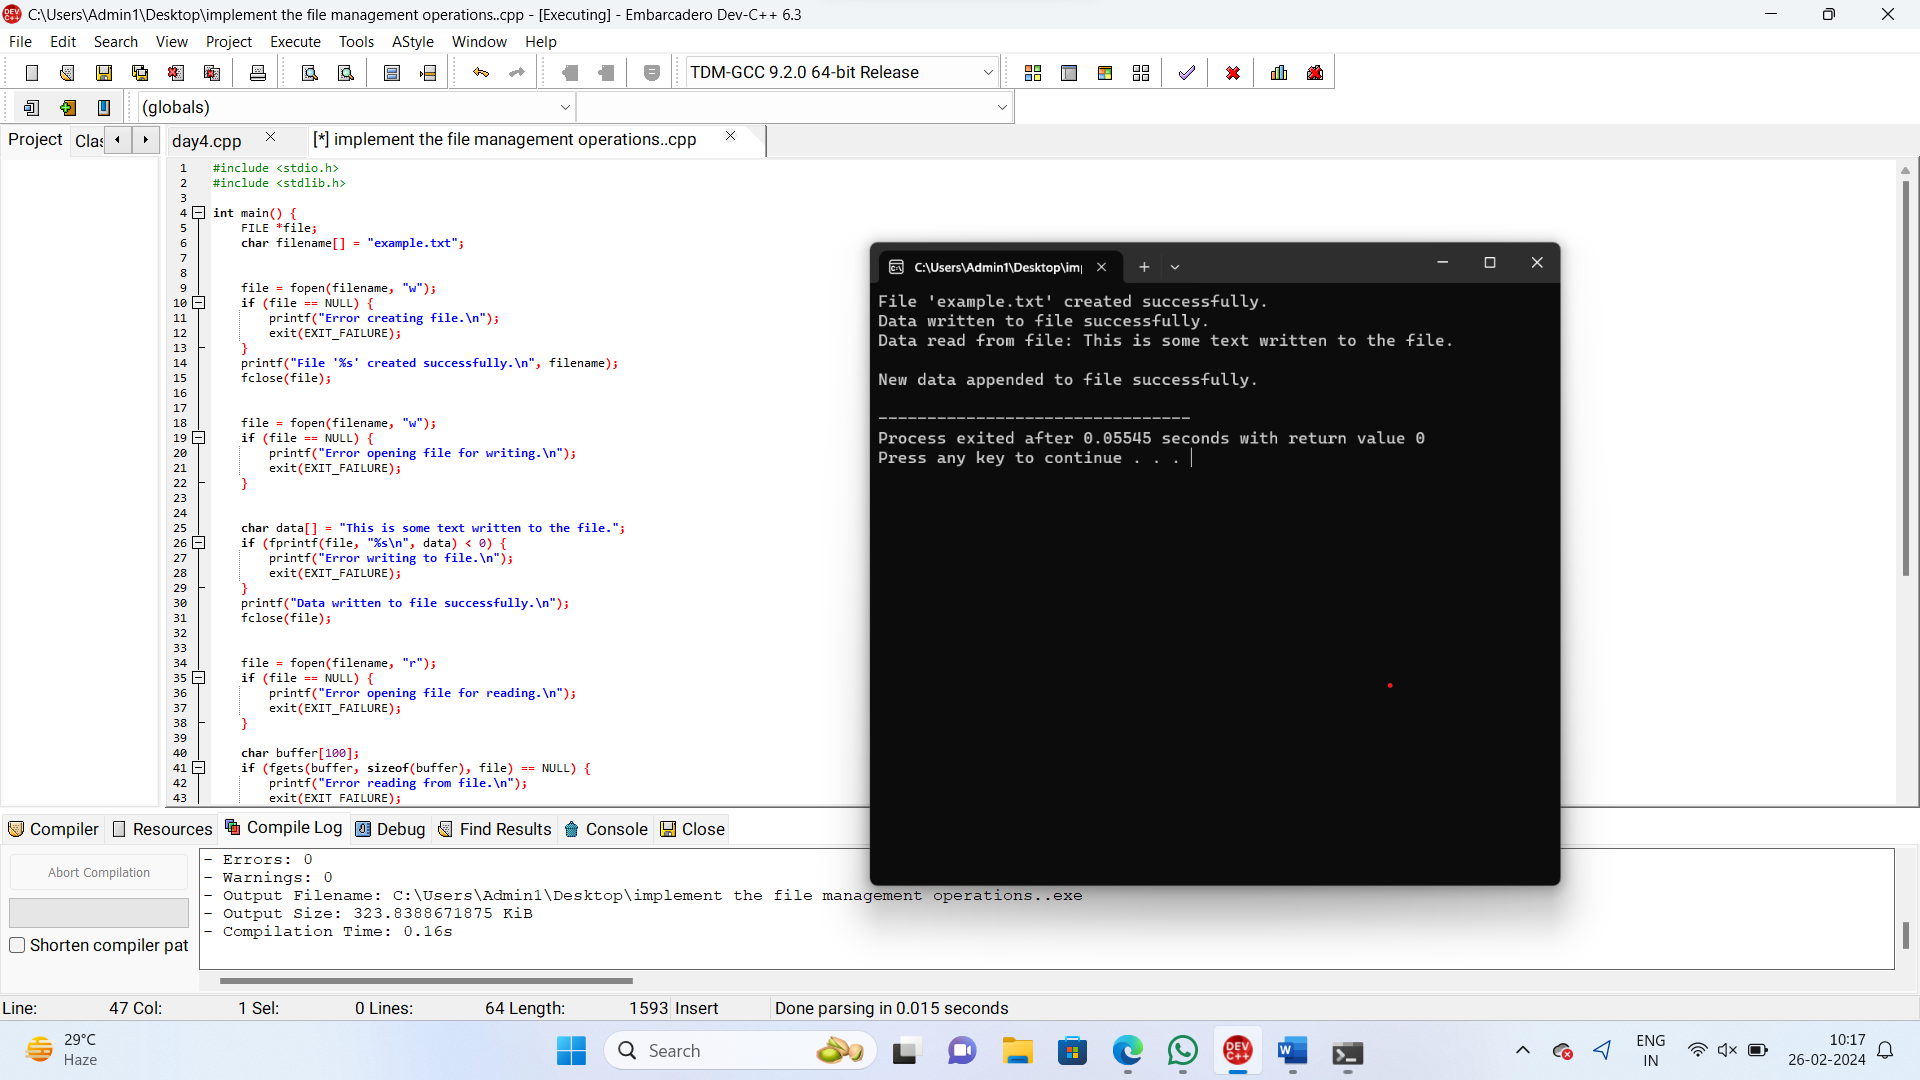 C:\Users\Admin1\Desktop\implement the file management operations..cpp - [Executing] - Embarcadero Dev-C++ 6.3
File Edit Search View Project Execute Tools AStyle Window Help
TDM-GCC 9.2.0 64-bit Release
(globals)
Project Clas day4.cpp [*] implement the file management operations..cpp
1 #include <stdio.h>
2 #include <stdlib.h>
3
4 int main() {
5 FILE *file;
6 char filename[] = "example.txt";
7
8
9 file = fopen(filename, "w");
10 if (file == NULL) {
11 printf("Error creating file.\n");
12 exit(EXIT_FAILURE);
13 }
14 printf("File '%s' created successfully.\n", filename);
15 fclose(file);
16
17
18 file = fopen(filename, "w");
19 if (file == NULL) {
20 printf("Error opening file for writing.\n");
21 exit(EXIT_FAILURE);
22 }
23
24
25 char data[] = "This is some text written to the file.";
26 if (fprintf(file, "%s\n", data) < 0) {
27 printf("Error writing to file.\n");
28 exit(EXIT_FAILURE);
29 }
30 printf("Data written to file successfully.\n");
31 fclose(file);
32
33
34 file = fopen(filename, "r");
35 if (file == NULL) {
36 printf("Error opening file for reading.\n");
37 exit(EXIT_FAILURE);
38 }
39
40 char buffer[100];
41 if (fgets(buffer, sizeof(buffer), file) == NULL) {
42 printf("Error reading from file.\n");
43 exit(EXIT_FAILURE);
C:\Users\Admin1\Desktop\im
File 'example.txt' created successfully.
Data written to file successfully.
Data read from file: This is some text written to the file.
New data appended to file successfully.
--------------------------------
Process exited after 0.05545 seconds with return value 0
Press any key to continue . . .
Compiler Resources Compile Log Debug Find Results Console Close
Abort Compilation
Shorten compiler pat
- Errors: 0
- Warnings: 0
- Output Filename: C:\Users\Admin1\Desktop\implement the file management operations..exe
- Output Size: 323.8388671875 KiB
- Compilation Time: 0.16s
Line: 47 Col: 1 Sel: 0 Lines: 64 Length: 1593 Insert Done parsing in 0.015 seconds
29°C
Haze
Search
DEV C++
ENG
IN
10:17
26-02-2024